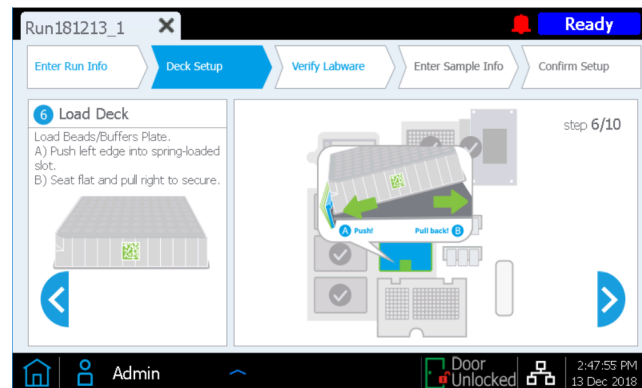 Run181213_1
Ready
Enter Run Info
Deck Setup
Verify Labware
Enter Sample Info
Confirm Setup
6 Load Deck
Load Beads/Buffers Plate.
A) Push left edge into spring-loaded
slot.
B) Seat flat and pull right to secure.
step 6/10
A Push!
Pull back! B
Admin
Door
Unlocked
2:47:55 PM
13 Dec 2018